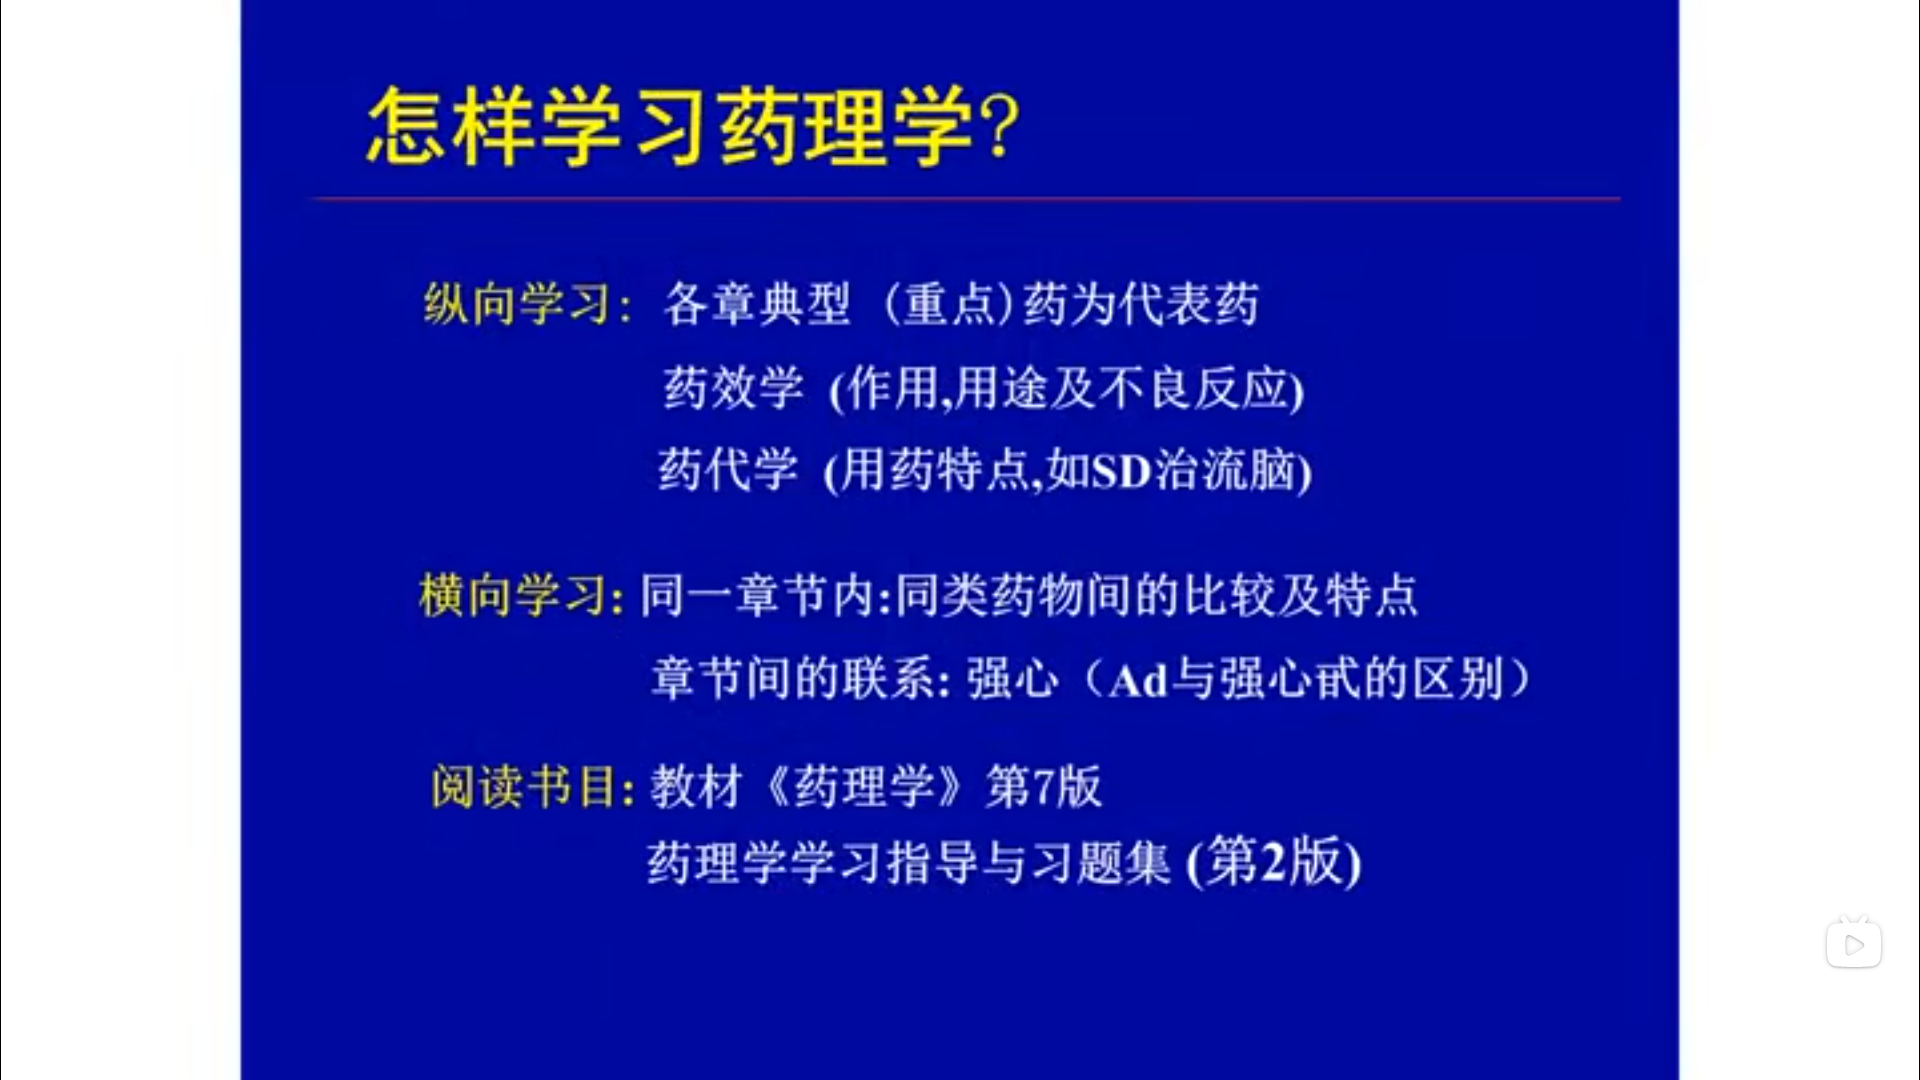 怎样学习药理学?
纵向学习: 各章典型 (重点)药为代表药
药效学 (作用,用途及不良反应)
药代学 (用药特点,如SD治流脑)
横向学习: 同一章节内:同类药物间的比较及特点
章节间的联系: 强心（Ad与强心甙的区别）
阅读书目: 教材《药理学》第7版
药理学学习指导与习题集 (第2版)